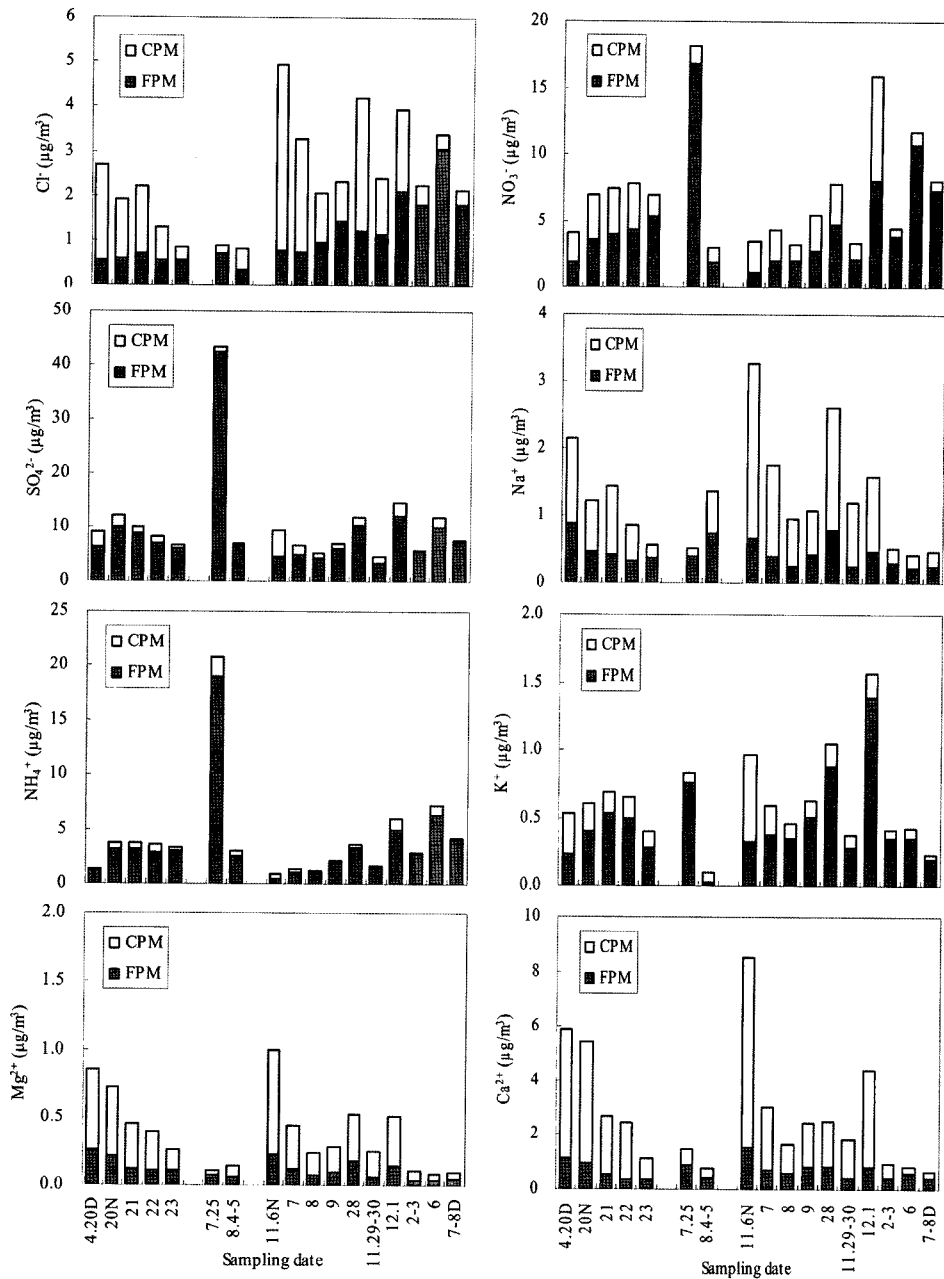 6
5
4
3
2
1
0
Cl⁻ (µg/m³)
CPM
FPM
20
15
10
5
0
NO₃⁻ (µg/m³)
CPM
FPM
50
40
30
20
10
0
SO₄²⁻ (µg/m³)
CPM
FPM
4
3
2
1
0
Na⁺ (µg/m³)
CPM
FPM
25
20
15
10
5
0
NH₄⁺ (µg/m³)
CPM
FPM
2.0
1.5
1.0
0.5
0.0
K⁺ (µg/m³)
CPM
FPM
2.0
1.5
1.0
0.5
0.0
Mg²⁺ (µg/m³)
CPM
FPM
4.20D
20N
21
22
23
7.25
8.4-5
11.6N
7
8
9
28
11.29-30
12.1
2-3
6
7-8D
Sampling date
10
8
6
4
2
0
Ca²⁺ (µg/m³)
CPM
FPM
4.20D
20N
21
22
23
7.25
8.4-5
11.6N
7
8
9
28
11.29-30
12.1
2-3
6
7-8D
Sampling date